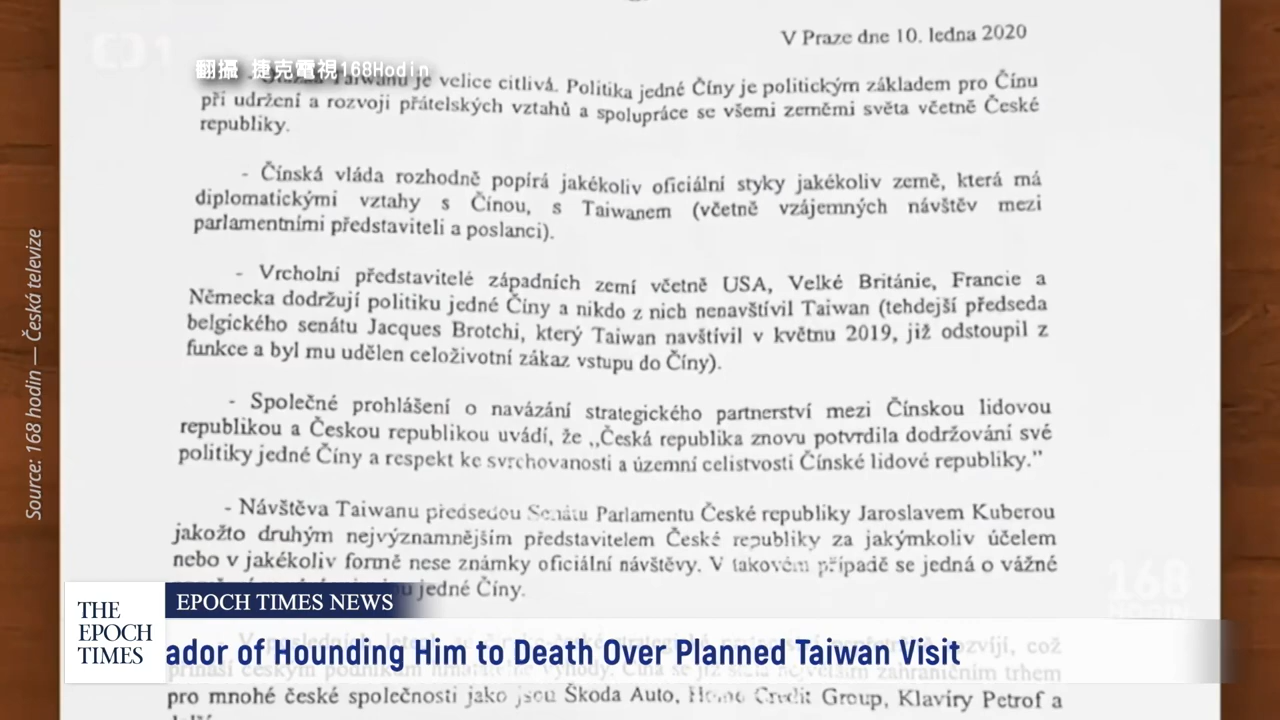 V Praze dne 10. ledna 2020
翻攝 捷克電視168Hodin
Taiwanu je velice citlivá. Politika jedné Číny je politickým základem pro Čínu
při udržení a rozvoji přátelských vztahů a spolupráce se všemi zeměmi světa včetně České
republiky.
- Čínská vláda rozhodně popírá jakékoliv oficiální styky jakékoliv země, která má
diplomatickými vztahy s Čínou, s Taiwanem (včetně vzájemných návštěv mezi
parlamentními představiteli a poslanci).
- Vrcholní představitelé západních zemí včetně USA, Velké Británie, Francie a
Německa dodržují politiku jedné Číny a nikdo z nich nenavštívil Taiwan (tehdejší předseda
belgického senátu Jacques Brotchi, který Taiwan navštívil v květnu 2019, již odstoupil z
funkce a byl mu udělen celoživotní zákaz vstupu do Číny).
- Společné prohlášení o navázání strategického partnerství mezi Čínskou lidovou
republikou a Českou republikou uvádí, že „Česká republika znovu potvrdila dodržování své
politiky jedné Číny a respekt ke svrchovanosti a územní celistvosti Čínské lidové republiky.”
- Návštěva Taiwanu předsedou Senátu Parlamentu České republiky Jaroslavem Kuberou
jakožto druhým nejvýznamnějším představitelem České republiky za jakýmkoliv účelem
nebo v jakékoliv formě nese známky oficiální návštěvy. V takovém případě se jedná o vážné
jedné Číny.
168
HODIN
EPOCH TIMES NEWS
THE
EPOCH
TIMES
ador of Hounding Him to Death Over Planned Taiwan Visit
rozvíjí, což
zahraničním trhem
pro mnohé české společnosti jako jsou Škoda Auto, Home Credit Group, Klavíry Petrof a
Source: 168 hodin — Česká televize